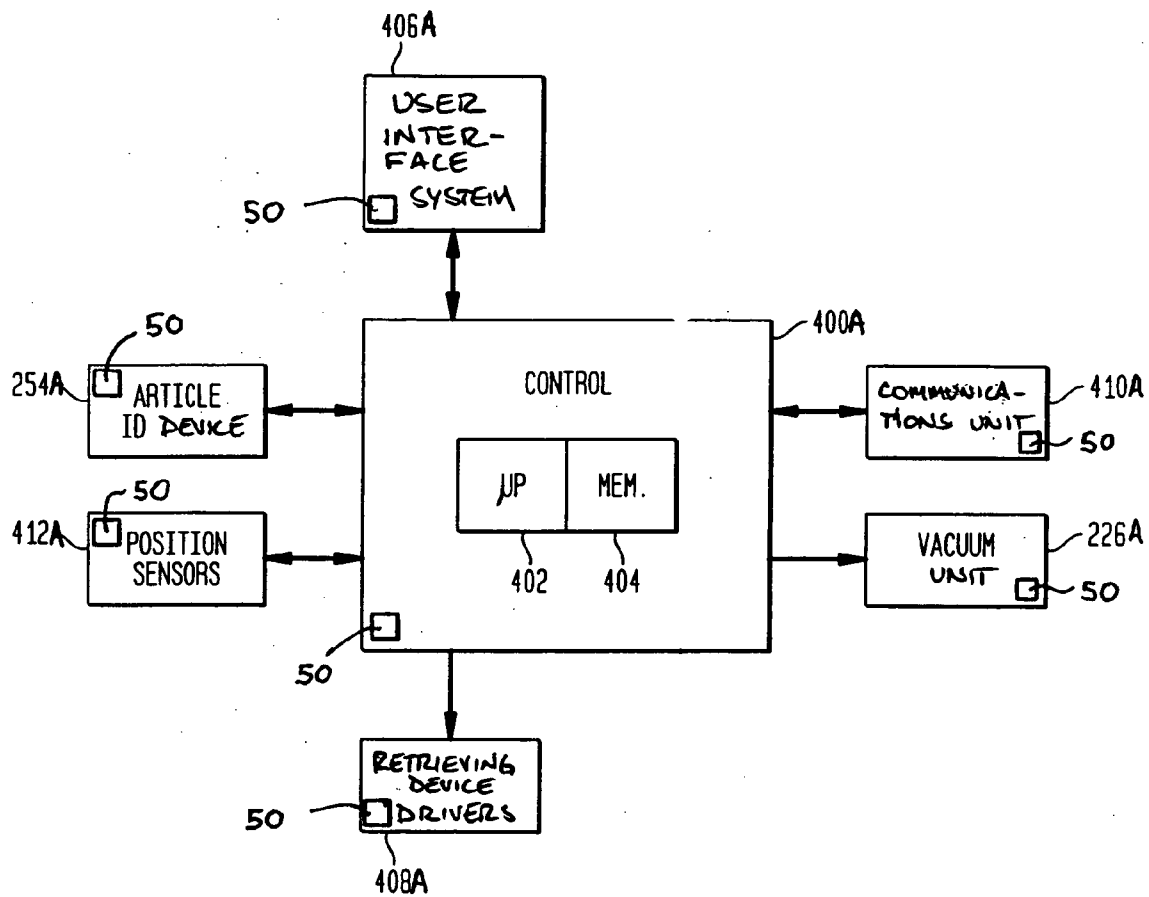 406A
USER
INTER-
FACE
SYSTEM
50
50
254A
ARTICLE
ID DEVICE
50
412A
POSITION
SENSORS
400A
CONTROL
μP
MEM.
402
404
50
COMMUNICA-
TIONS UNIT
410A
50
VACUUM
UNIT
226A
50
RETRIEVING
DEVICE
DRIVERS
50
408A